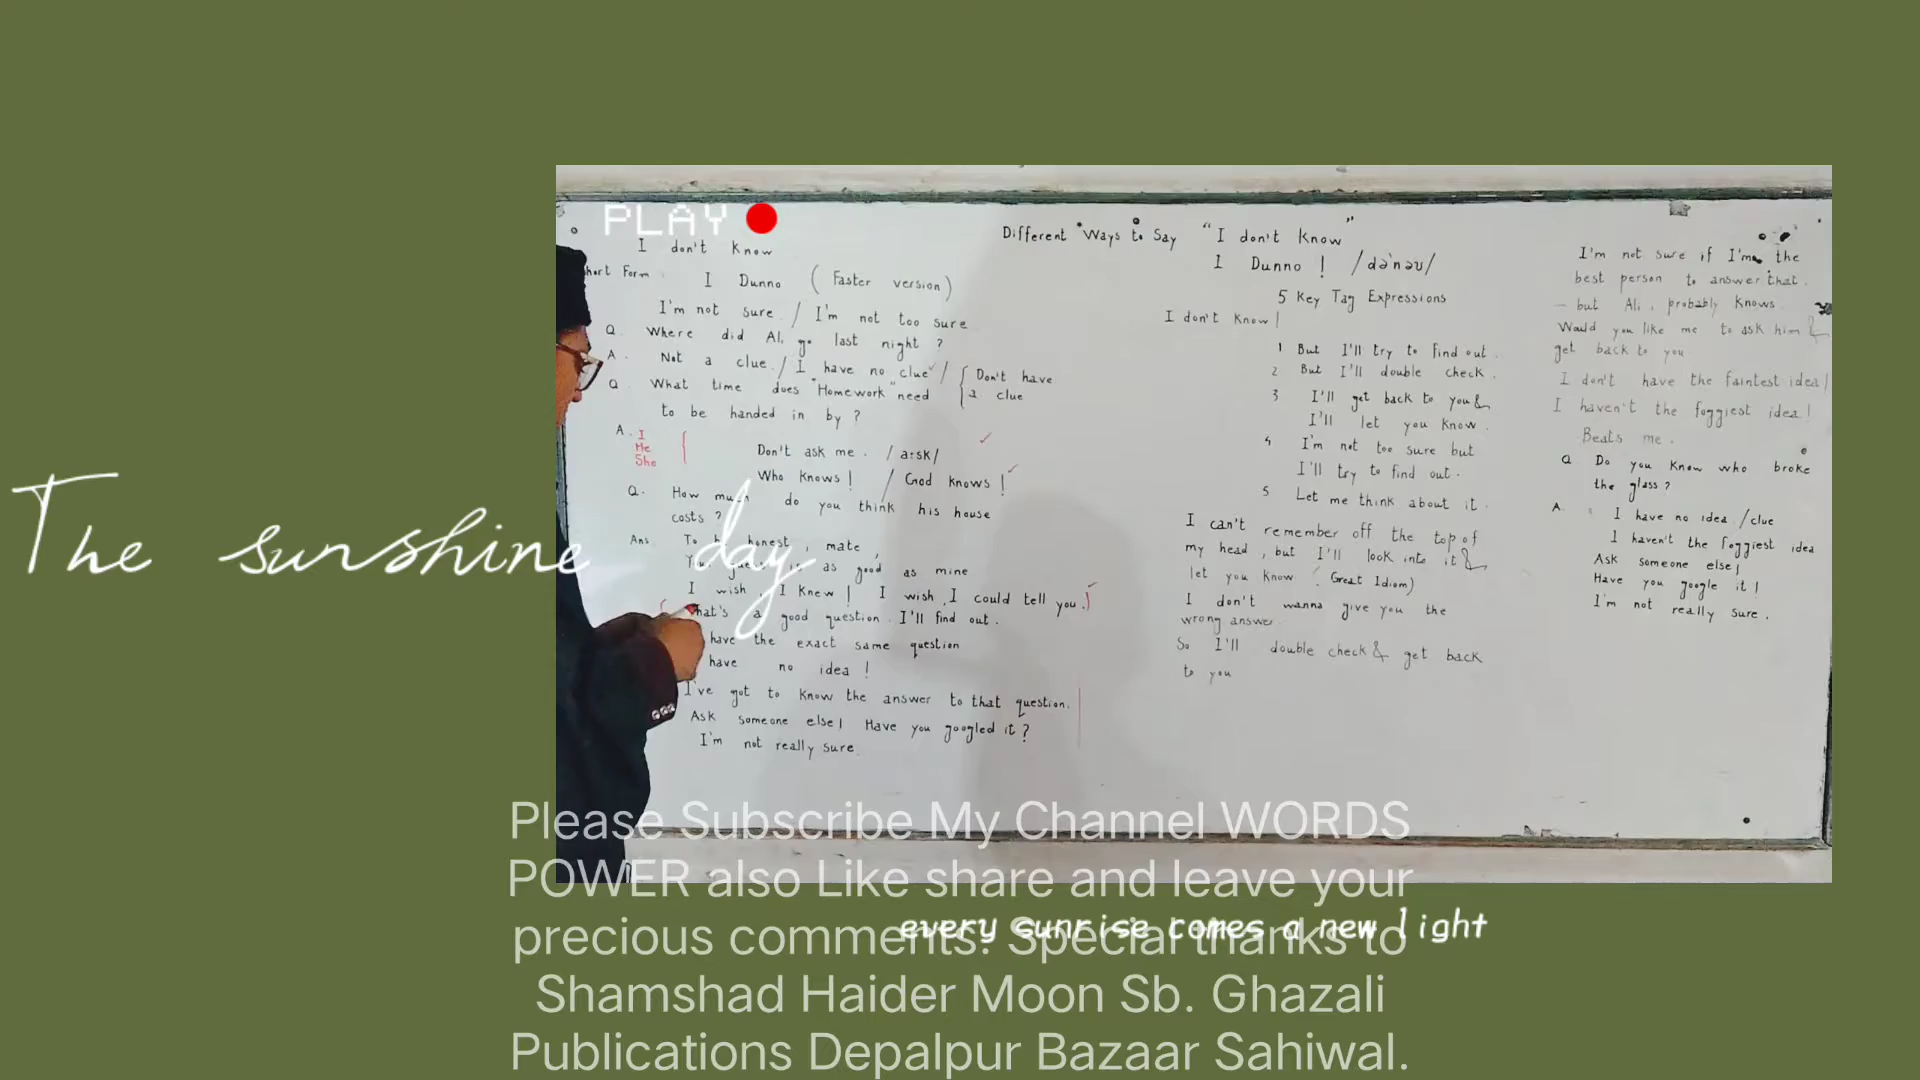 PLAY
I don't know
Short Form I Dunno (Faster version)
I'm not sure. / I'm not too sure
Q. Where did Ali go last night ?
A. Not a clue. / I have no clue / { Don't have a clue
Q. What time does "Homework" need
to be handed in by ?
A. I
He
She
Don't ask me. /a:sk/
Who knows! / God knows!
Q. How much do you think his house
costs ?
Ans. To be honest, mate,
Your guess is as good as mine
I wish, I knew! I wish, I could tell you.
That's a good question. I'll find out.
have the exact same question
have no idea!
I've got to know the answer to that question.
Ask someone else! Have you googled it?
I'm not really sure
Different Ways to Say "I don't know"
I Dunno ! /dəˈnəʊ/
5 Key Tag Expressions
I don't know!
1 But I'll try to find out.
2 But I'll double check.
3 I'll get back to you &
I'll let you know.
4 I'm not too sure but
I'll try to find out.
5 Let me think about it.
I can't remember off the top of
my head, but I'll look into it &
let you know (Great Idiom)
I don't wanna give you the
wrong answer
So I'll double check & get back
to you
I'm not sure if I'm the
best person to answer that.
- but Ali, probably knows.
Would you like me to ask him &
get back to you
I don't have the faintest idea!
I haven't the foggiest idea!
Beats me.
Q Do you know who broke
the glass?
A. I have no idea /clue
I haven't the foggiest idea
Ask someone else!
Have you google it!
I'm not really sure.
The sunshine day
Please Subscribe My Channel WORDS
POWER also Like share and leave your
precious comments. Special thanks to
Shamshad Haider Moon Sb. Ghazali
Publications Depalpur Bazaar Sahiwal.
every sunrise comes a new light